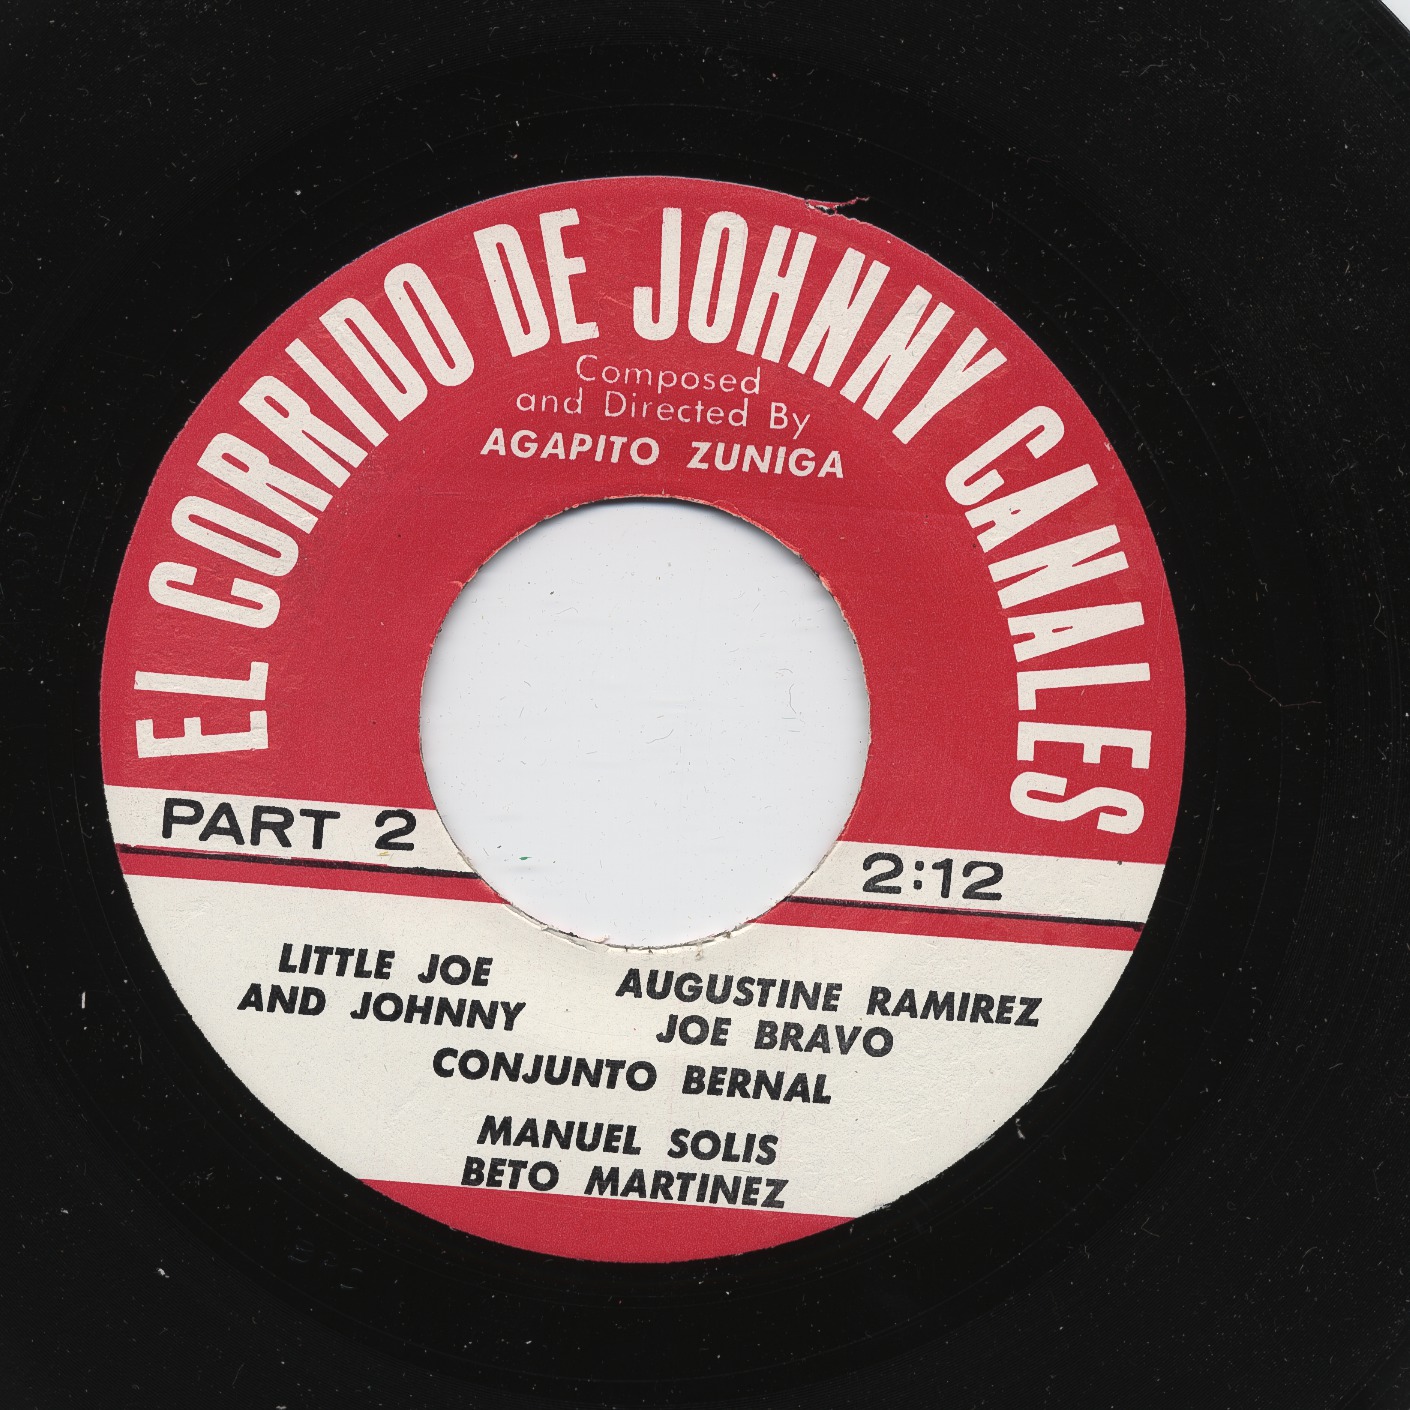 EL CORRIDO DE JOHNNY CANALES
Composed
and Directed By
AGAPITO ZUNIGA
PART 2
2:12
LITTLE JOE
AND JOHNNY
AUGUSTINE RAMIREZ
JOE BRAVO
CONJUNTO BERNAL
MANUEL SOLIS
BETO MARTINEZ